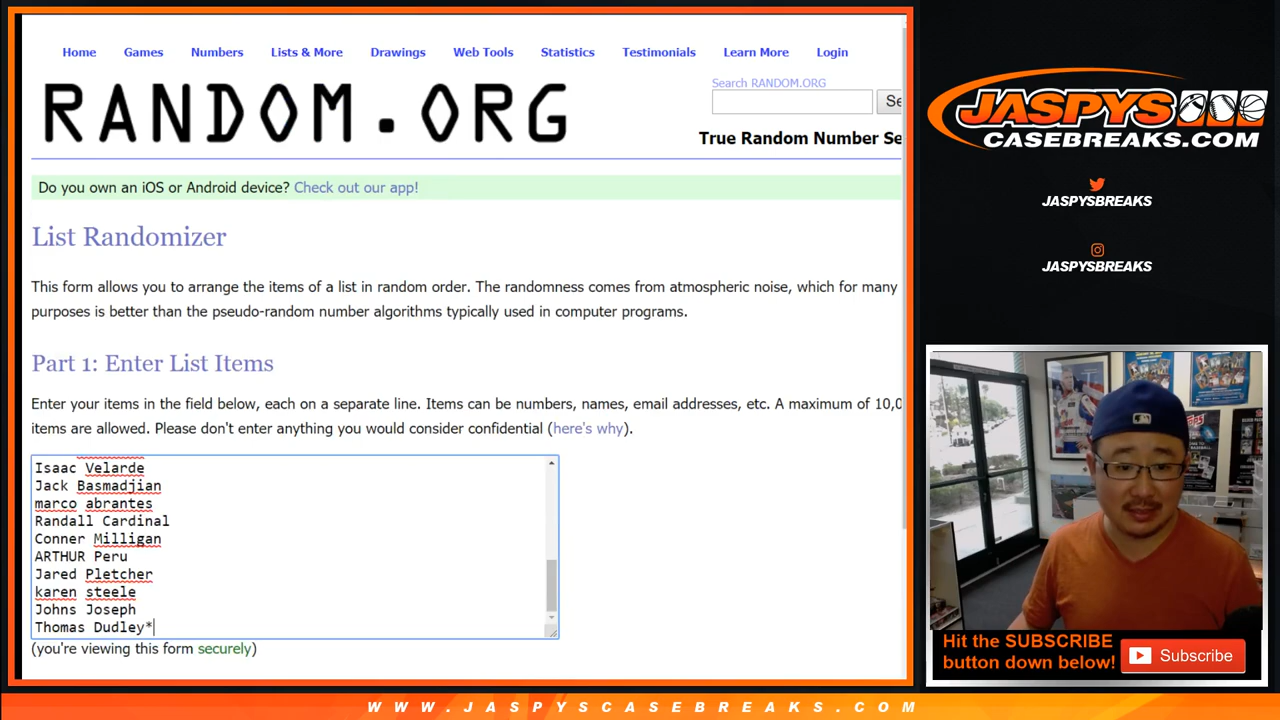 Home Games Numbers Lists & More Drawings Web Tools Statistics Testimonials Learn More Login
Search RANDOM.ORG
RANDOM.ORG
True Random Number Se
Do you own an iOS or Android device? Check out our app!
List Randomizer
This form allows you to arrange the items of a list in random order. The randomness comes from atmospheric noise, which for many
purposes is better than the pseudo-random number algorithms typically used in computer programs.
Part 1: Enter List Items
Enter your items in the field below, each on a separate line. Items can be numbers, names, email addresses, etc. A maximum of 10,0
items are allowed. Please don't enter anything you would consider confidential (here's why).
Isaac Velarde
Jack Basmadjian
marco abrantes
Randall Cardinal
Conner Milligan
ARTHUR Peru
Jared Pletcher
karen steele
Johns Joseph
Thomas Dudley*
(you're viewing this form securely)
JASPYS
CASEBREAKS.COM
JASPYSBREAKS
JASPYSBREAKS
Hit the SUBSCRIBE
button down below!
Subscribe
WWW.JASPYSCASEBREAKS.COM